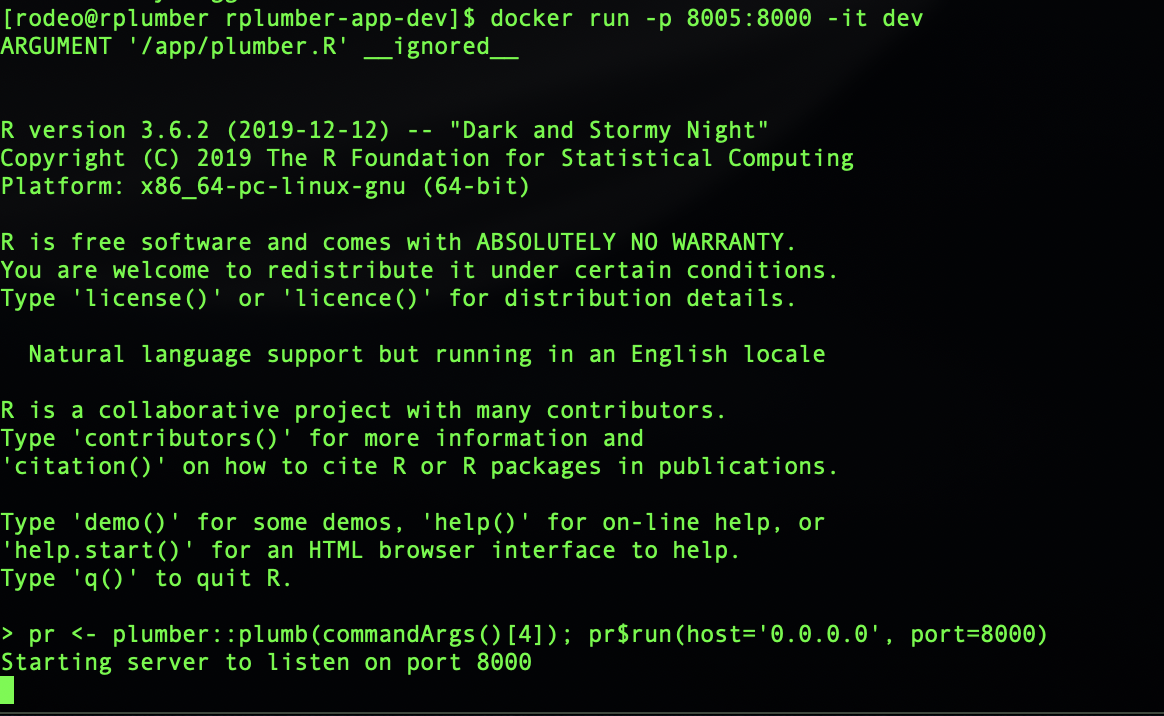 [rodeo@rplumber rplumber-app-dev]$ docker run -p 8005:8000 -it dev
ARGUMENT '/app/plumber.R' __ignored__
R version 3.6.2 (2019-12-12) -- "Dark and Stormy Night"
Copyright (C) 2019 The R Foundation for Statistical Computing
Platform: x86_64-pc-linux-gnu (64-bit)
R is free software and comes with ABSOLUTELY NO WARRANTY.
You are welcome to redistribute it under certain conditions.
Type 'license()' or 'licence()' for distribution details.
Natural language support but running in an English locale
R is a collaborative project with many contributors.
Type 'contributors()' for more information and
'citation()' on how to cite R or R packages in publications.
Type 'demo()' for some demos, 'help()' for on-line help, or
'help.start()' for an HTML browser interface to help.
Type 'q()' to quit R.
> pr <- plumber::plumb(commandArgs()[4]); pr$run(host='0.0.0.0', port=8000)
Starting server to listen on port 8000